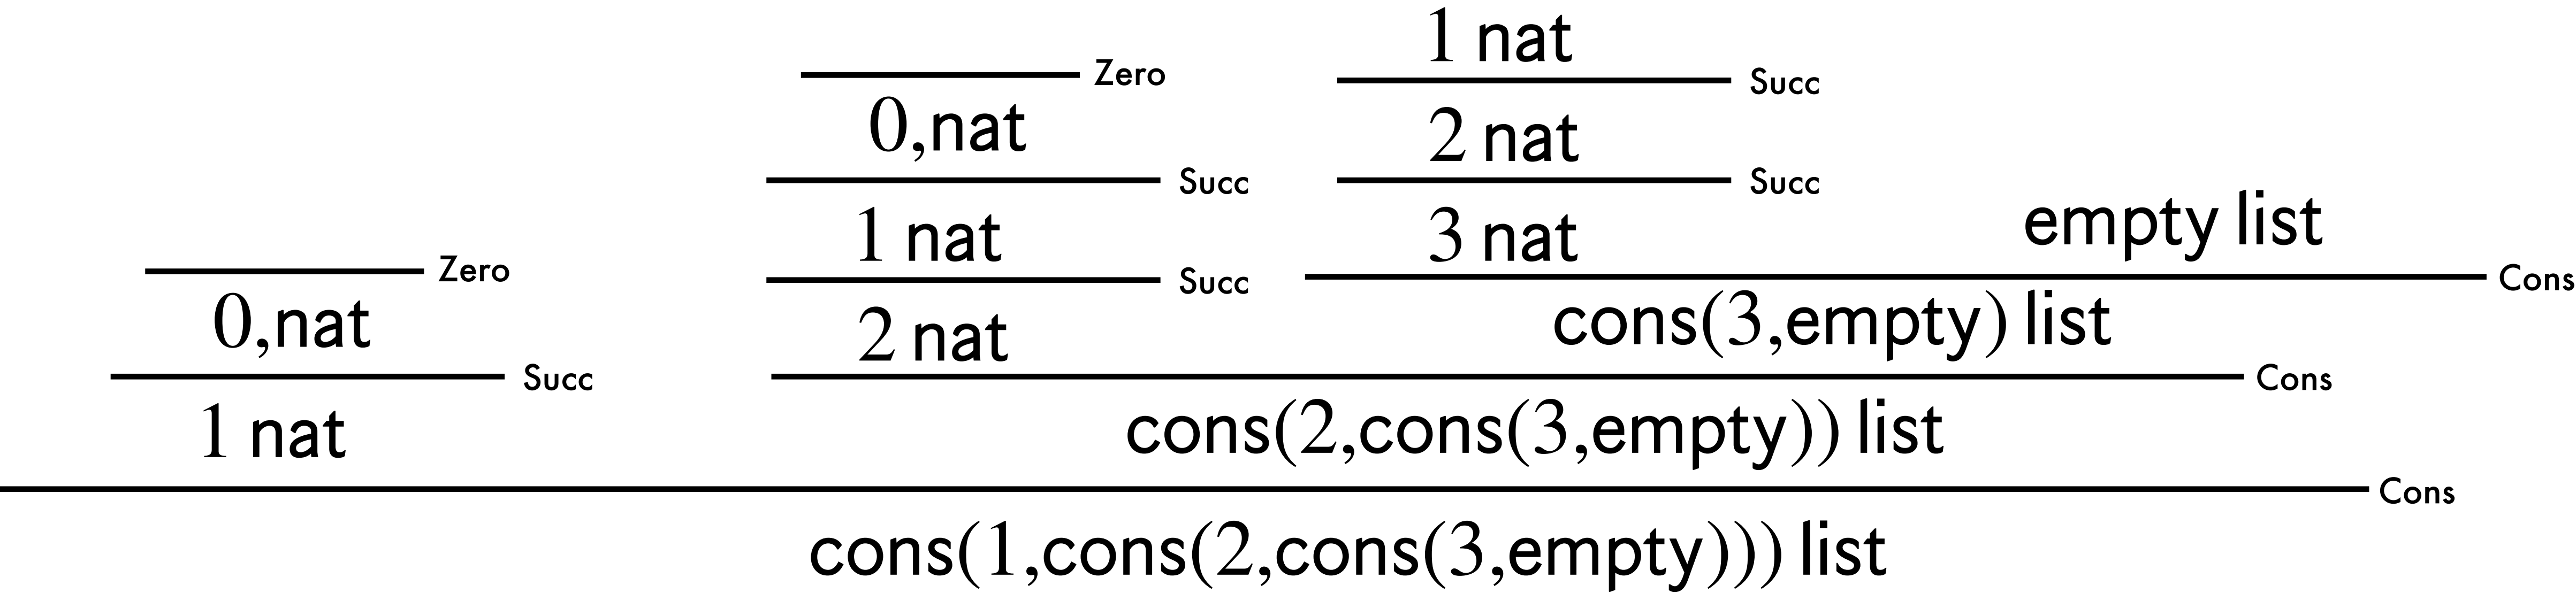 1 nat
Zero
Succ
0,nat
2 nat
Succ
Succ
1 nat
3 nat
empty list
Zero
Succ
Cons
0,nat
2 nat
cons(3,empty) list
Succ
Cons
1 nat
cons(2,cons(3,empty)) list
Cons
cons(1,cons(2,cons(3,empty))) list